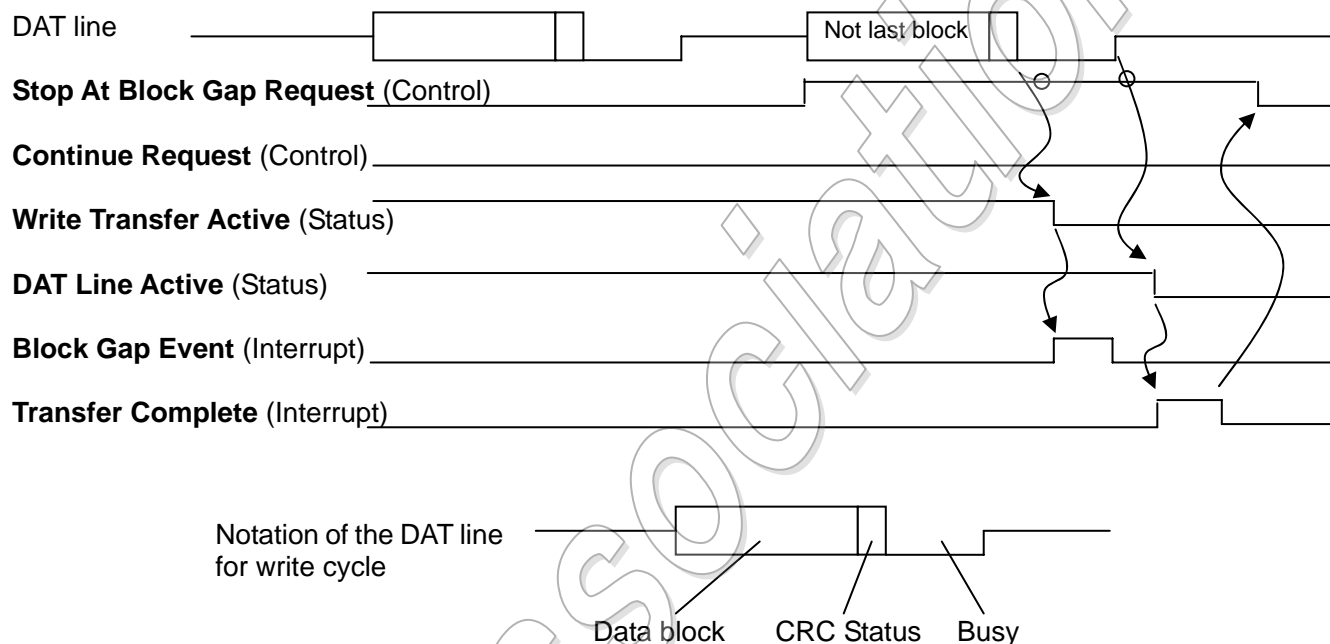 DAT line
Not last block
Stop At Block Gap Request (Control)
Continue Request (Control)
Write Transfer Active (Status)
DAT Line Active (Status)
Block Gap Event (Interrupt)
Transfer Complete (Interrupt)
Notation of the DAT line
for write cycle
Data block CRC Status Busy
ssociation